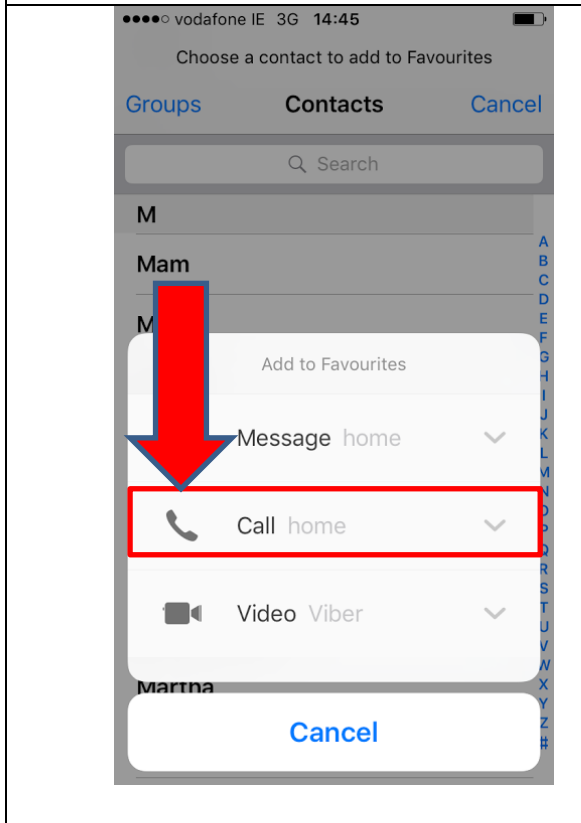 vodafone IE 3G 14:45
Choose a contact to add to Favourites
Groups Contacts Cancel
Search
M
Mam
M
Add to Favourites
Message home
Call home
Video Viber
Martha
Cancel
A
B
C
D
E
F
G
H
I
J
K
L
M
N
O
P
Q
R
S
T
U
V
W
X
Y
Z
#